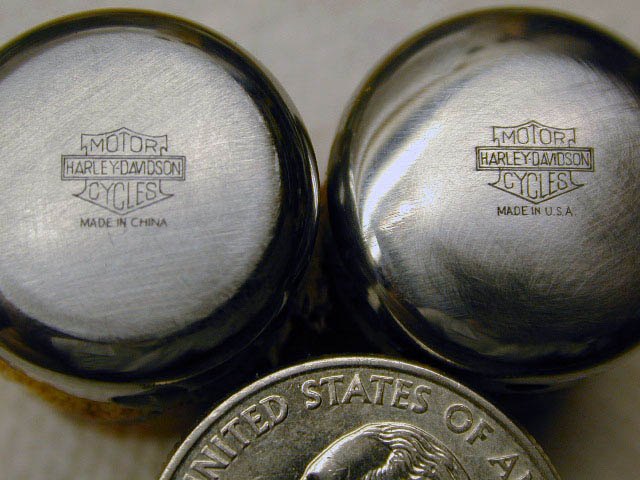 MOTOR
HARLEY-DAVIDSON
CYCLES
MADE IN CHINA
MOTOR
HARLEY-DAVIDSON
CYCLES
MADE IN U.S.A.
UNITED STATES OF